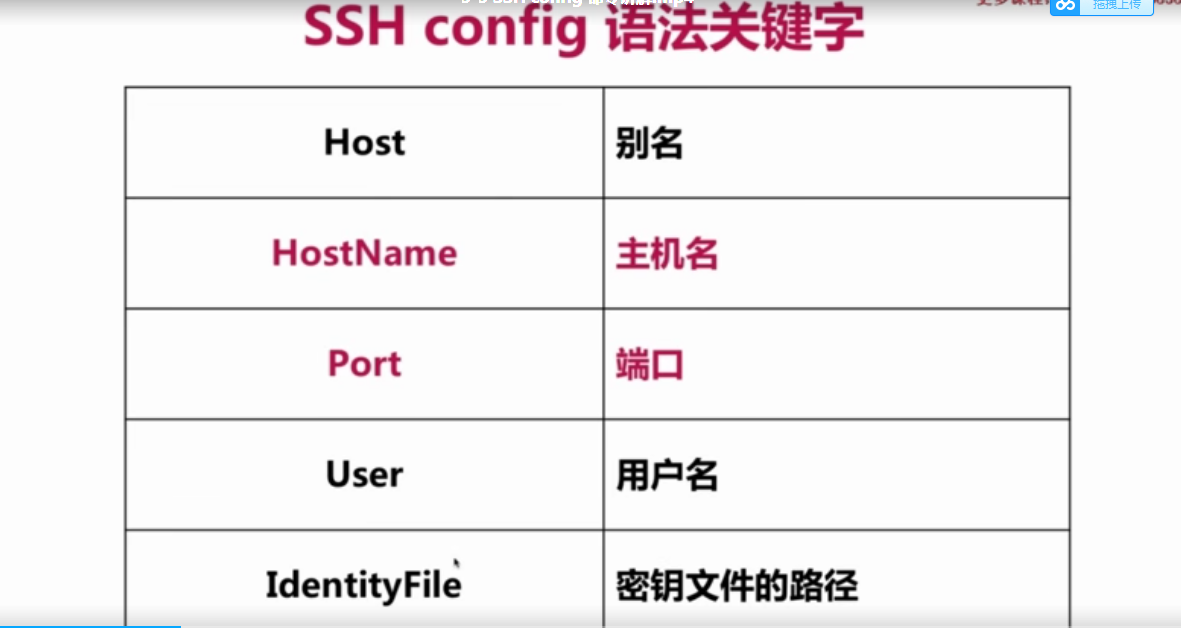 SSH config 语法关键字
拖拽上传
Host 别名
HostName 主机名
Port 端口
User 用户名
IdentityFile 密钥文件的路径